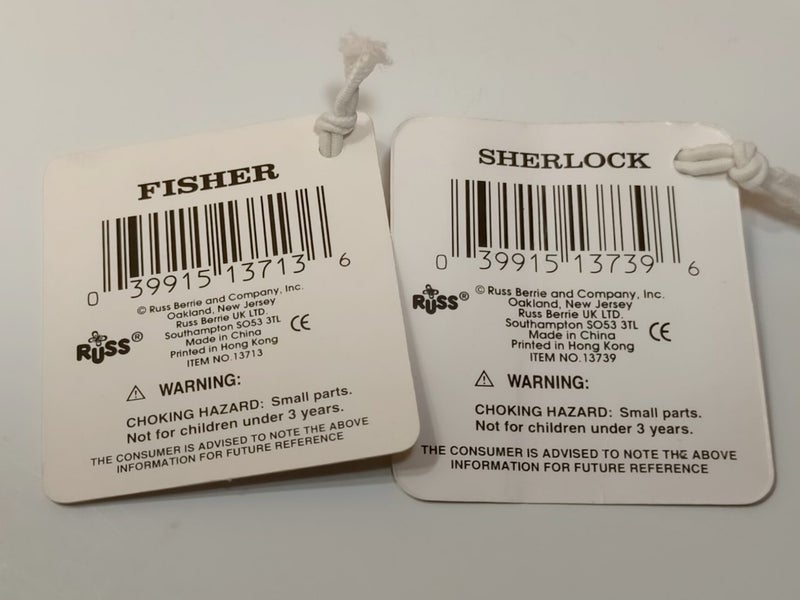 FISHER
0 39915 13713 6
© Russ Berrie and Company, Inc.
Oakland, New Jersey
Russ Berrie UK LTD.
Southampton SO53 3TL
Made in China
Printed in Hong Kong
ITEM NO.13713
CE
RUSS®
WARNING:
CHOKING HAZARD: Small parts.
Not for children under 3 years.
THE CONSUMER IS ADVISED TO NOTE THE ABOVE
INFORMATION FOR FUTURE REFERENCE
SHERLOCK
0 39915 13739 6
© Russ Berrie and Company, Inc.
Oakland, New Jersey
Russ Berrie UK LTD.
Southampton SO53 3TL
Made in China
Printed in Hong Kong
ITEM NO.13739
CE
RUSS®
WARNING:
CHOKING HAZARD: Small parts.
Not for children under 3 years.
THE CONSUMER IS ADVISED TO NOTE THE ABOVE
INFORMATION FOR FUTURE REFERENCE